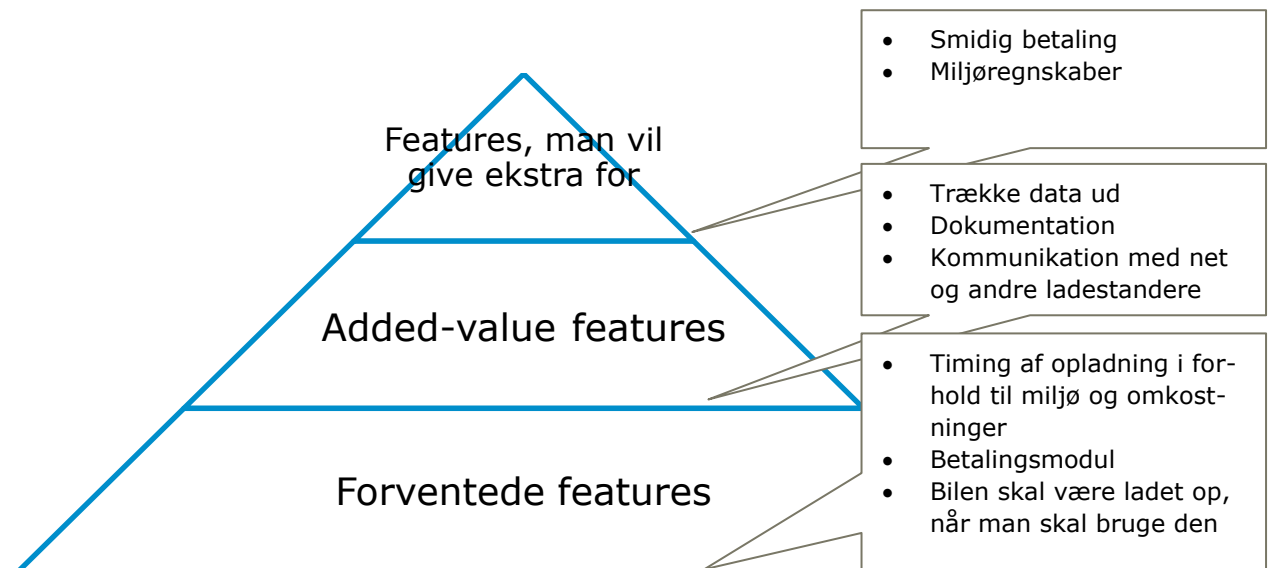 Features, man vil
give ekstra for
Added-value features
Forventede features
• Smidig betaling
• Miljøregnskaber
• Trække data ud
• Dokumentation
• Kommunikation med net
og andre ladestandere
• Timing af opladning i for-
hold til miljø og omkost-
ninger
• Betalingsmodul
• Bilen skal være ladet op,
når man skal bruge den